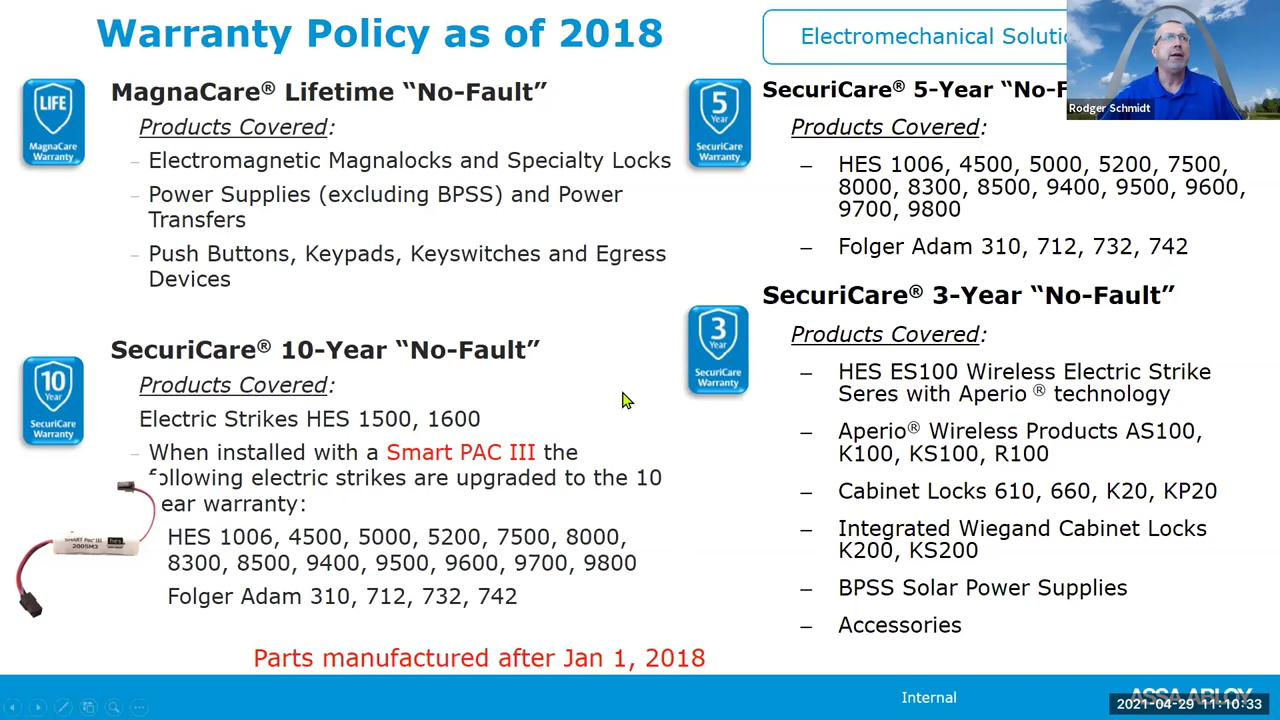 Warranty Policy as of 2018
Electromechanical Solutio
Rodger Schmidt
LIFE
MagnaCare
Warranty
MagnaCare® Lifetime “No-Fault”
Products Covered:
– Electromagnetic Magnalocks and Specialty Locks
– Power Supplies (excluding BPSS) and Power
Transfers
– Push Buttons, Keypads, Keyswitches and Egress
Devices
10
Year
SecuriCare
Warranty
SecuriCare® 10-Year “No-Fault”
Products Covered:
Electric Strikes HES 1500, 1600
– When installed with a Smart PAC III the
following electric strikes are upgraded to the 10
ear warranty:
HES 1006, 4500, 5000, 5200, 7500, 8000,
8300, 8500, 9400, 9500, 9600, 9700, 9800
Folger Adam 310, 712, 732, 742
SMART Pac III
2005M3
Parts manufactured after Jan 1, 2018
5
Year
SecuriCare
Warranty
SecuriCare® 5-Year “No-F
Products Covered:
– HES 1006, 4500, 5000, 5200, 7500,
8000, 8300, 8500, 9400, 9500, 9600,
9700, 9800
– Folger Adam 310, 712, 732, 742
3
Year
SecuriCare
Warranty
SecuriCare® 3-Year “No-Fault”
Products Covered:
– HES ES100 Wireless Electric Strike
Seres with Aperio ® technology
– Aperio® Wireless Products AS100,
K100, KS100, R100
– Cabinet Locks 610, 660, K20, KP20
– Integrated Wiegand Cabinet Locks
K200, KS200
– BPSS Solar Power Supplies
– Accessories
Internal
ASSA ABLOY
2021-04-29 11:10:33